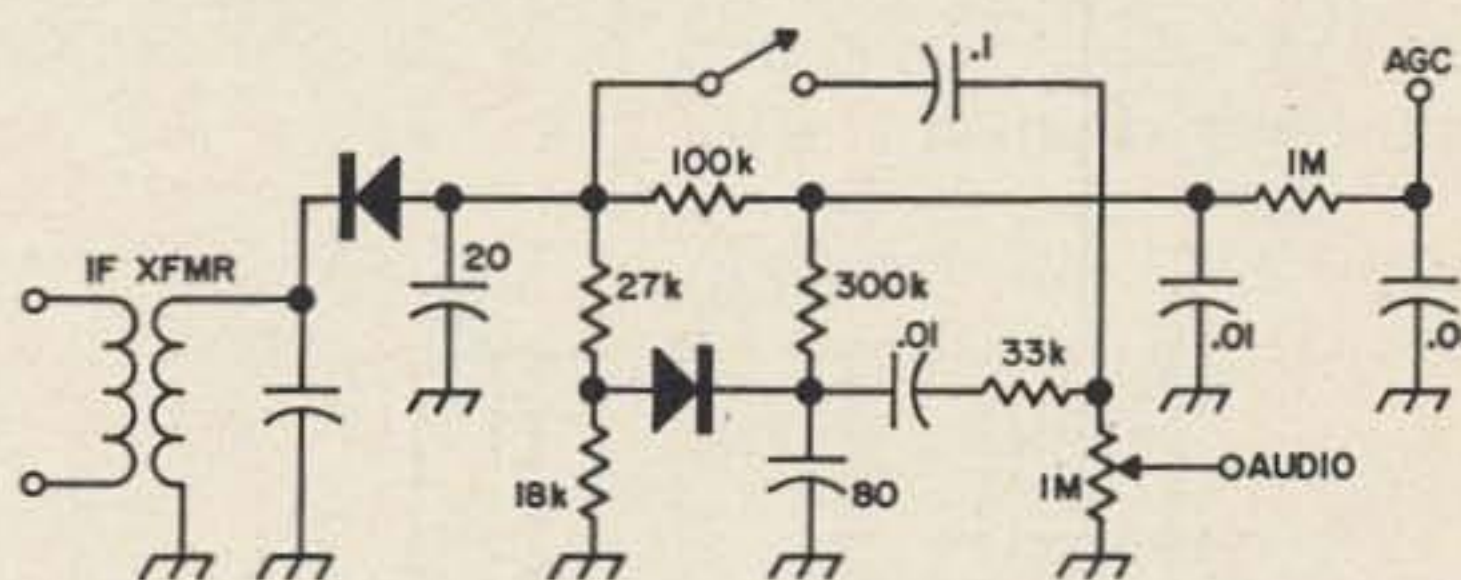 .1
AGC
100k
1M
IF XFMR
20
27k
300k
.01
33k
.01
.0
18k
80
1M
AUDIO